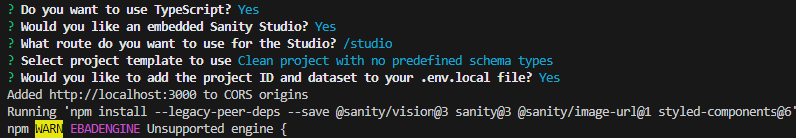 ? Do you want to use TypeScript? Yes
? Would you like an embedded Sanity Studio? Yes
? What route do you want to use for the Studio? /studio
? Select project template to use Clean project with no predefined schema types
? Would you like to add the project ID and dataset to your .env.local file? Yes
Added http://localhost:3000 to CORS origins
Running 'npm install --legacy-peer-deps --save @sanity/vision@3 sanity@3 @sanity/image-url@1 styled-components@6'
npm WARN EBADENGINE Unsupported engine {